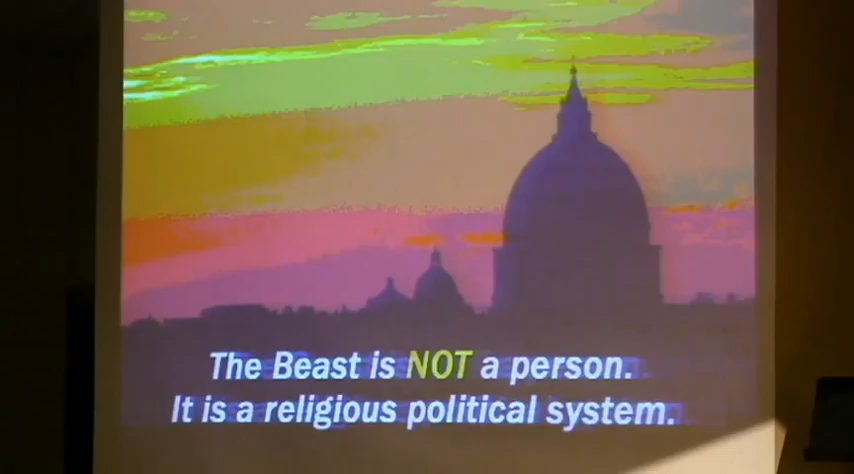 The Beast is NOT a person.
It is a religious political system.